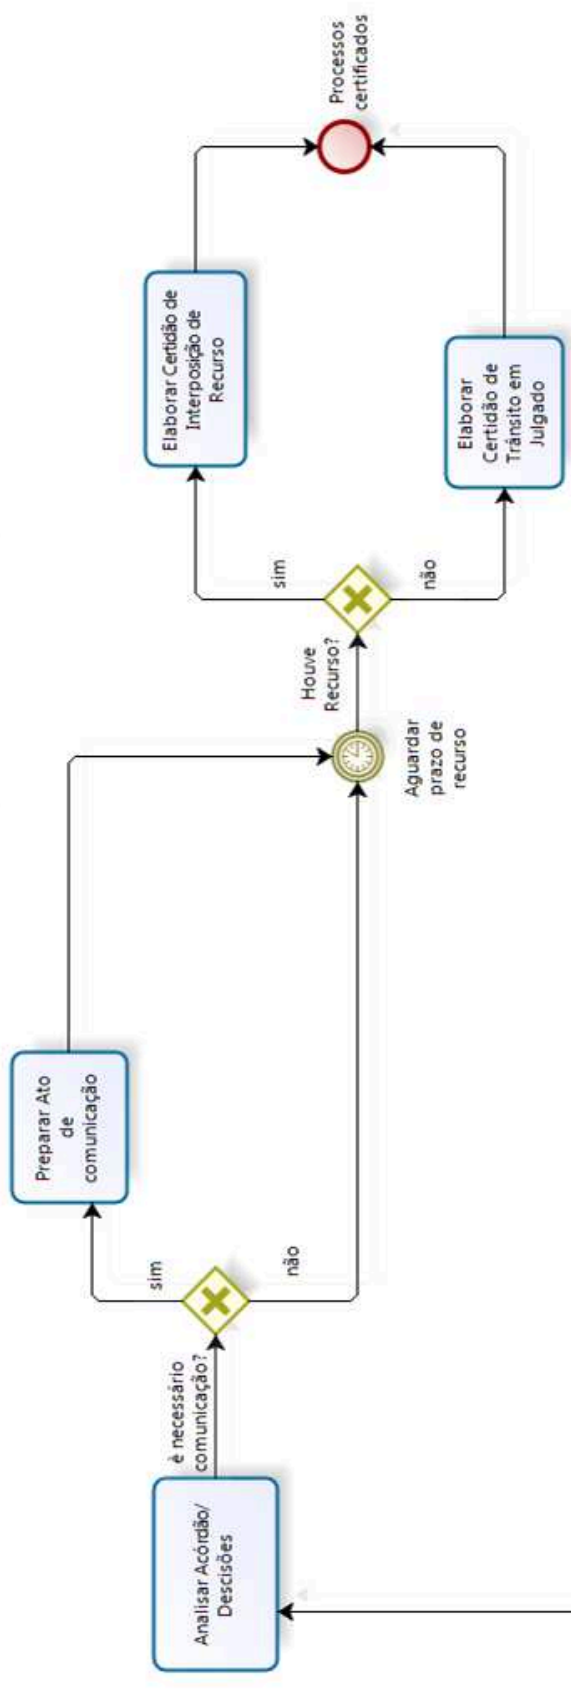 Analisar Acórdão/
Descisões
è necessário
comunicação?
sim
não
Preparar Ato
de
comunicação
Aguardar
prazo de
recurso
Houve
Recurso?
sim
não
Elaborar Certidão de
Interposição de
Recurso
Elaborar
Certidão de
Trânsito em
Julgado
Processos
certificados